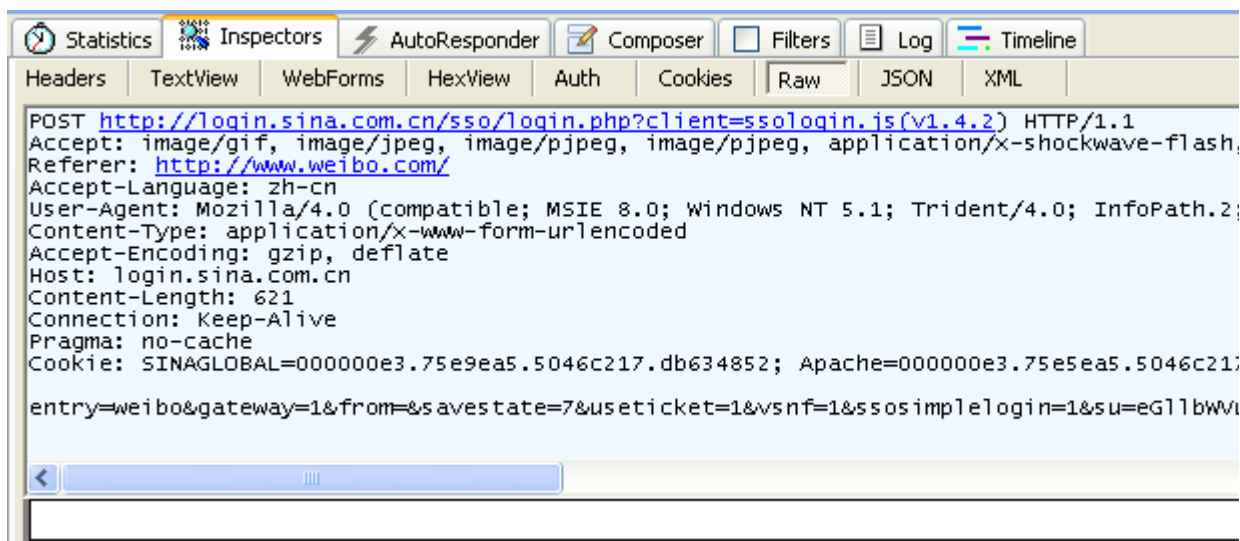 Statistics Inspectors AutoResponder Composer Filters Log Timeline
Headers TextView WebForms HexView Auth Cookies Raw JSON XML
POST http://login.sina.com.cn/sso/login.php?client=ssologin.js(v1.4.2) HTTP/1.1
Accept: image/gif, image/jpeg, image/pjpeg, image/pjpeg, application/x-shockwave-flash,
Referer: http://www.weibo.com/
Accept-Language: zh-cn
User-Agent: Mozilla/4.0 (compatible; MSIE 8.0; Windows NT 5.1; Trident/4.0; InfoPath.2;
Content-Type: application/x-www-form-urlencoded
Accept-Encoding: gzip, deflate
Host: login.sina.com.cn
Content-Length: 621
Connection: Keep-Alive
Pragma: no-cache
Cookie: SINAGLOBAL=000000e3.75e9ea5.5046c217.db634852; Apache=000000e3.75e5ea5.5046c217
entry=weibo&gateway=1&from=&savestate=7&useticket=1&vsnf=1&ssosimplelogin=1&su=eGllbWVu